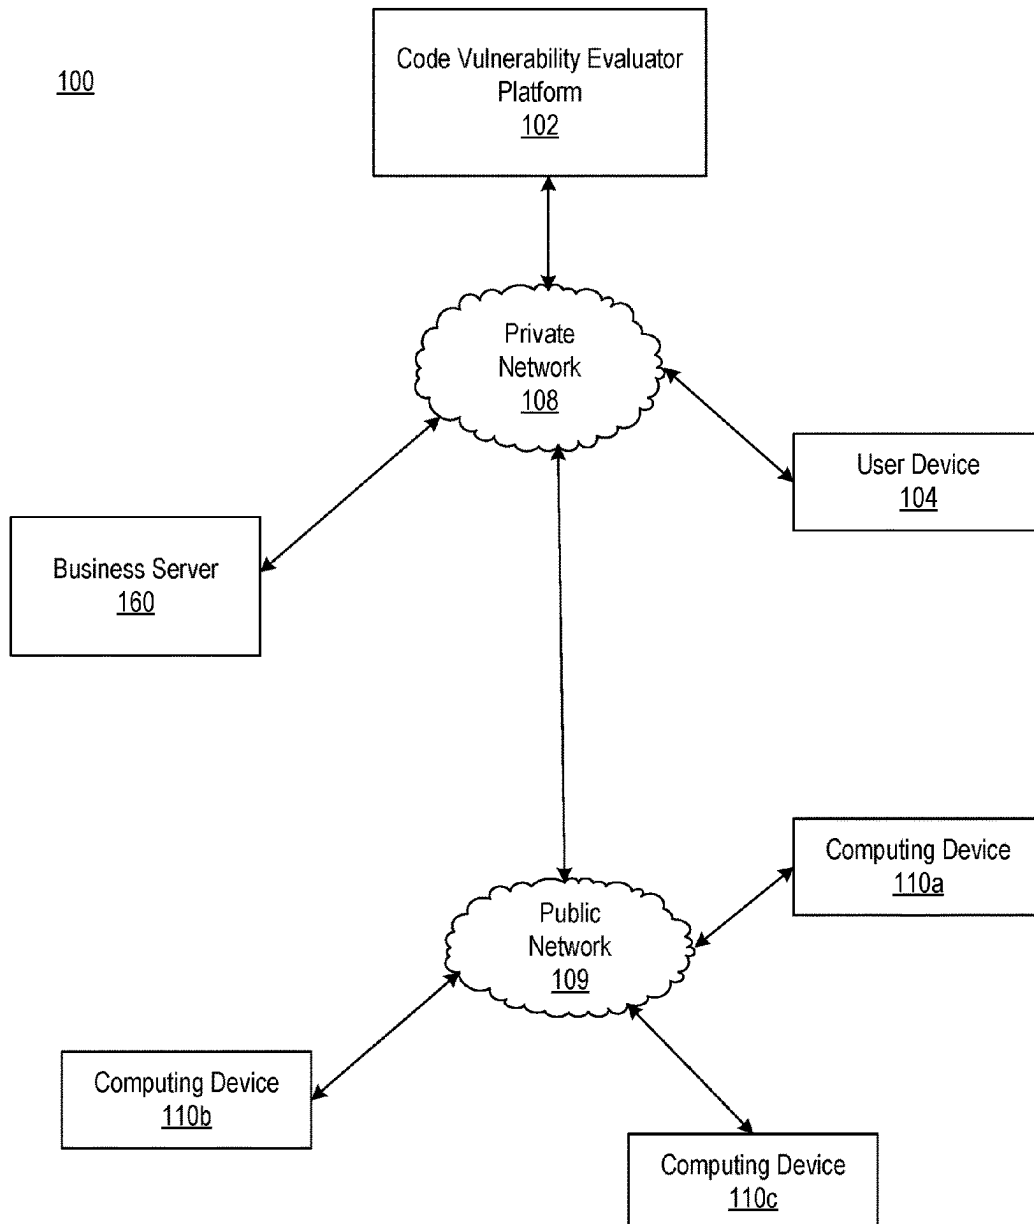 100
Code Vulnerability Evaluator
Platform
102
Private
Network
108
User Device
104
Business Server
160
Computing Device
110a
Public
Network
109
Computing Device
110b
Computing Device
110c